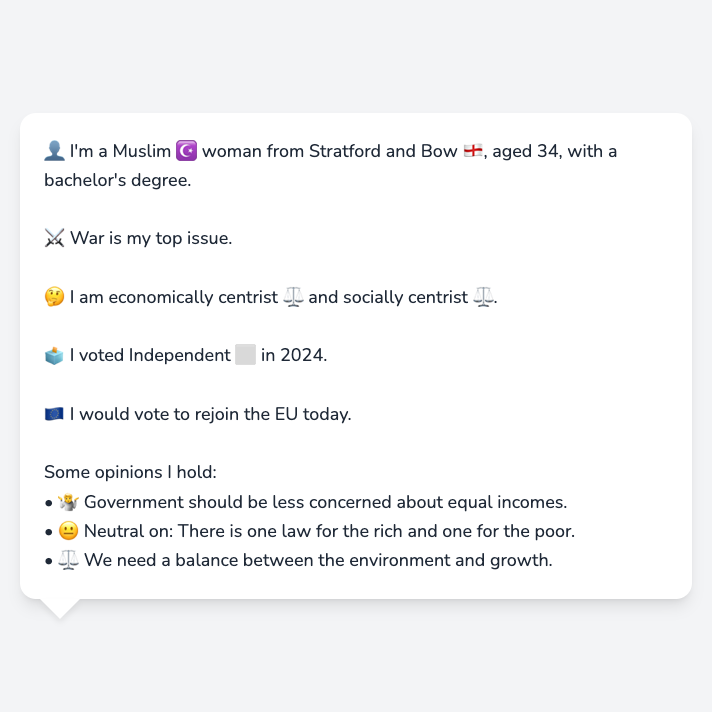 👤 I'm a Muslim ☪️ woman from Stratford and Bow 🏴󠁧󠁢󠁥󠁮󠁧󠁿, aged 34, with a
bachelor's degree.
⚔️ War is my top issue.
🤔 I am economically centrist ⚖️ and socially centrist ⚖️.
🗳️ I voted Independent ⬜ in 2024.
🇪🇺 I would vote to rejoin the EU today.
Some opinions I hold:
• 🤷 Government should be less concerned about equal incomes.
• 😐 Neutral on: There is one law for the rich and one for the poor.
• ⚖️ We need a balance between the environment and growth.